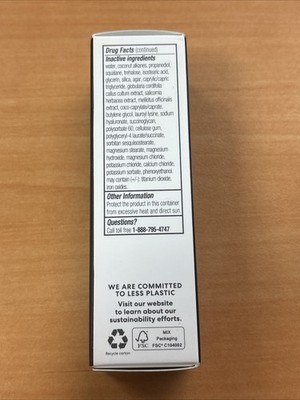 Drug Facts (continued)
Inactive ingredients
water, coconut alkanes, propanediol,
squalane, trehalose, isostearic acid,
glycerin, silica, agar, caprylic/capric
triglyceride, globularia cordifolia
callus culture extract, salicornia
herbacea extract, melilotus officinalis
extract, coco-caprylate/caprate,
butylene glycol, lauroyl lysine, sodium
hyaluronate, succinoglycan,
polysorbate 60, cellulose gum,
polyglyceryl-4 laurate/succinate,
sorbitan sesquiisostearate,
magnesium stearate, magnesium
hydroxide, magnesium chloride,
potassium chloride, calcium chloride,
potassium sorbate, phenoxyethanol.
may contain (+/-): titanium dioxide,
iron oxides.
Other Information
Protect the product in this container
from excessive heat and direct sun.
Questions?
Call toll free 1-888-795-4747
WE ARE COMMITTED
TO LESS PLASTIC
Visit our website
to learn about our
sustainability efforts.
Recycle carton
FSC
MIX
Packaging
FSC® C104992